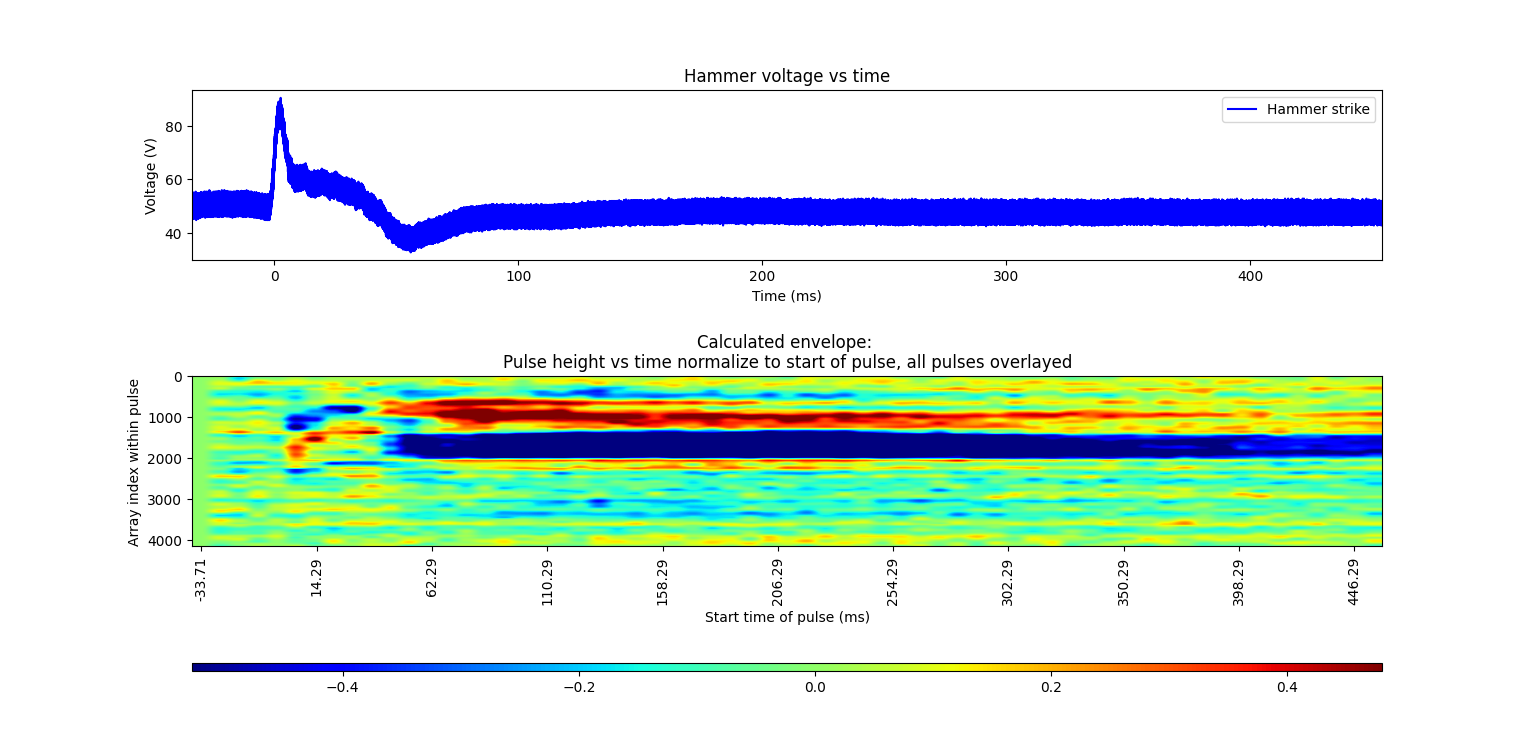 Hammer voltage vs time
Hammer strike
80
60
40
Voltage (V)
0 100 200 300 400
Time (ms)
Calculated envelope:
Pulse height vs time normalize to start of pulse, all pulses overlayed
0
1000
2000
3000
4000
Array index within pulse
-33.71 14.29 62.29 110.29 158.29 206.29 254.29 302.29 350.29 398.29 446.29
Start time of pulse (ms)
−0.4 −0.2 0.0 0.2 0.4